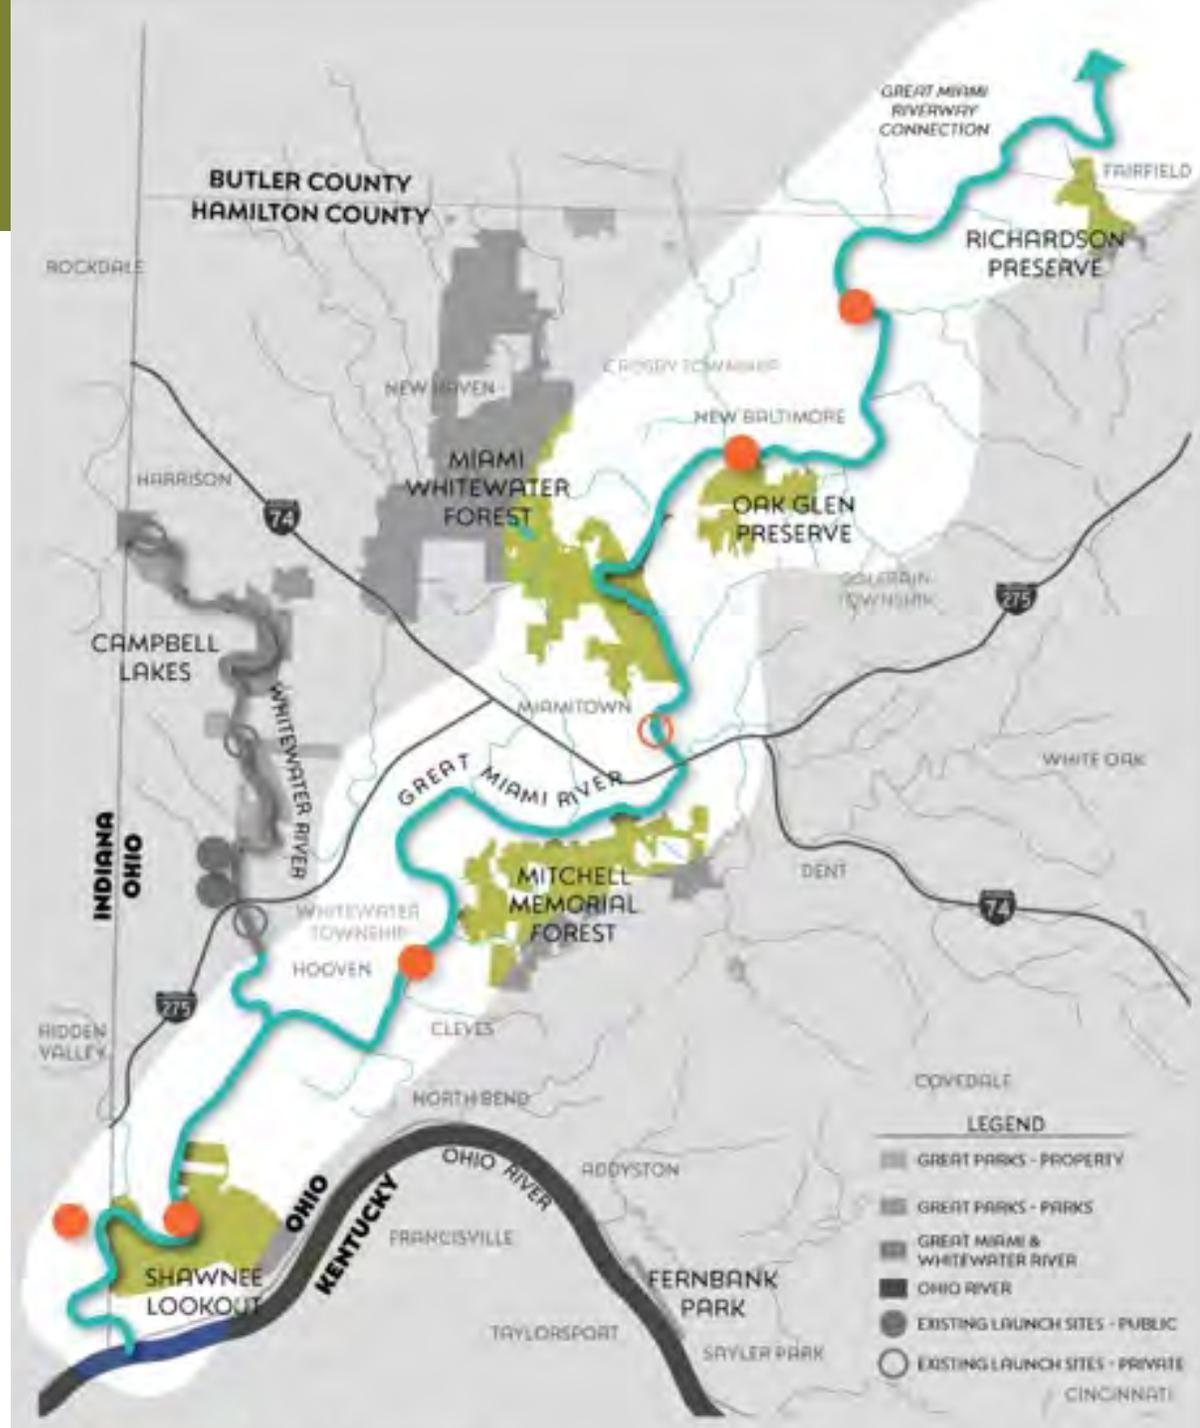 GREAT MIAMI
RIVERWAY
CONNECTION
FAIRFIELD
BUTLER COUNTY
HAMILTON COUNTY
RICHARDSON
PRESERVE
ROCKDALE
CROSBY TOWNSHIP
NEW HAVEN
NEW BALTIMORE
MIAMI
WHITEWATER
FOREST
HARRISON
74
OAK GLEN
PRESERVE
COLERAIN
TOWNSHIP
275
CAMPBELL
LAKES
WHITEWATER RIVER
MIAMITOWN
GREAT MIAMI RIVER
WHITE OAK
INDIANA
OHIO
MITCHELL
MEMORIAL
FOREST
DENT
74
WHITEWATER
TOWNSHIP
HOOVEN
275
HIDDEN
VALLEY
CLEVES
NORTH BEND
COVEDALE
OHIO RIVER
ADDYSTON
OHIO
KENTUCKY
FRANCISVILLE
SHAWNEE
LOOKOUT
FERNBANK
PARK
TAYLORSPORT
SAYLER PARK
LEGEND
GREAT PARKS - PROPERTY
GREAT PARKS - PARKS
GREAT MIAMI &
WHITEWATER RIVER
OHIO RIVER
EXISTING LAUNCH SITES - PUBLIC
EXISTING LAUNCH SITES - PRIVATE
CINCINNATI